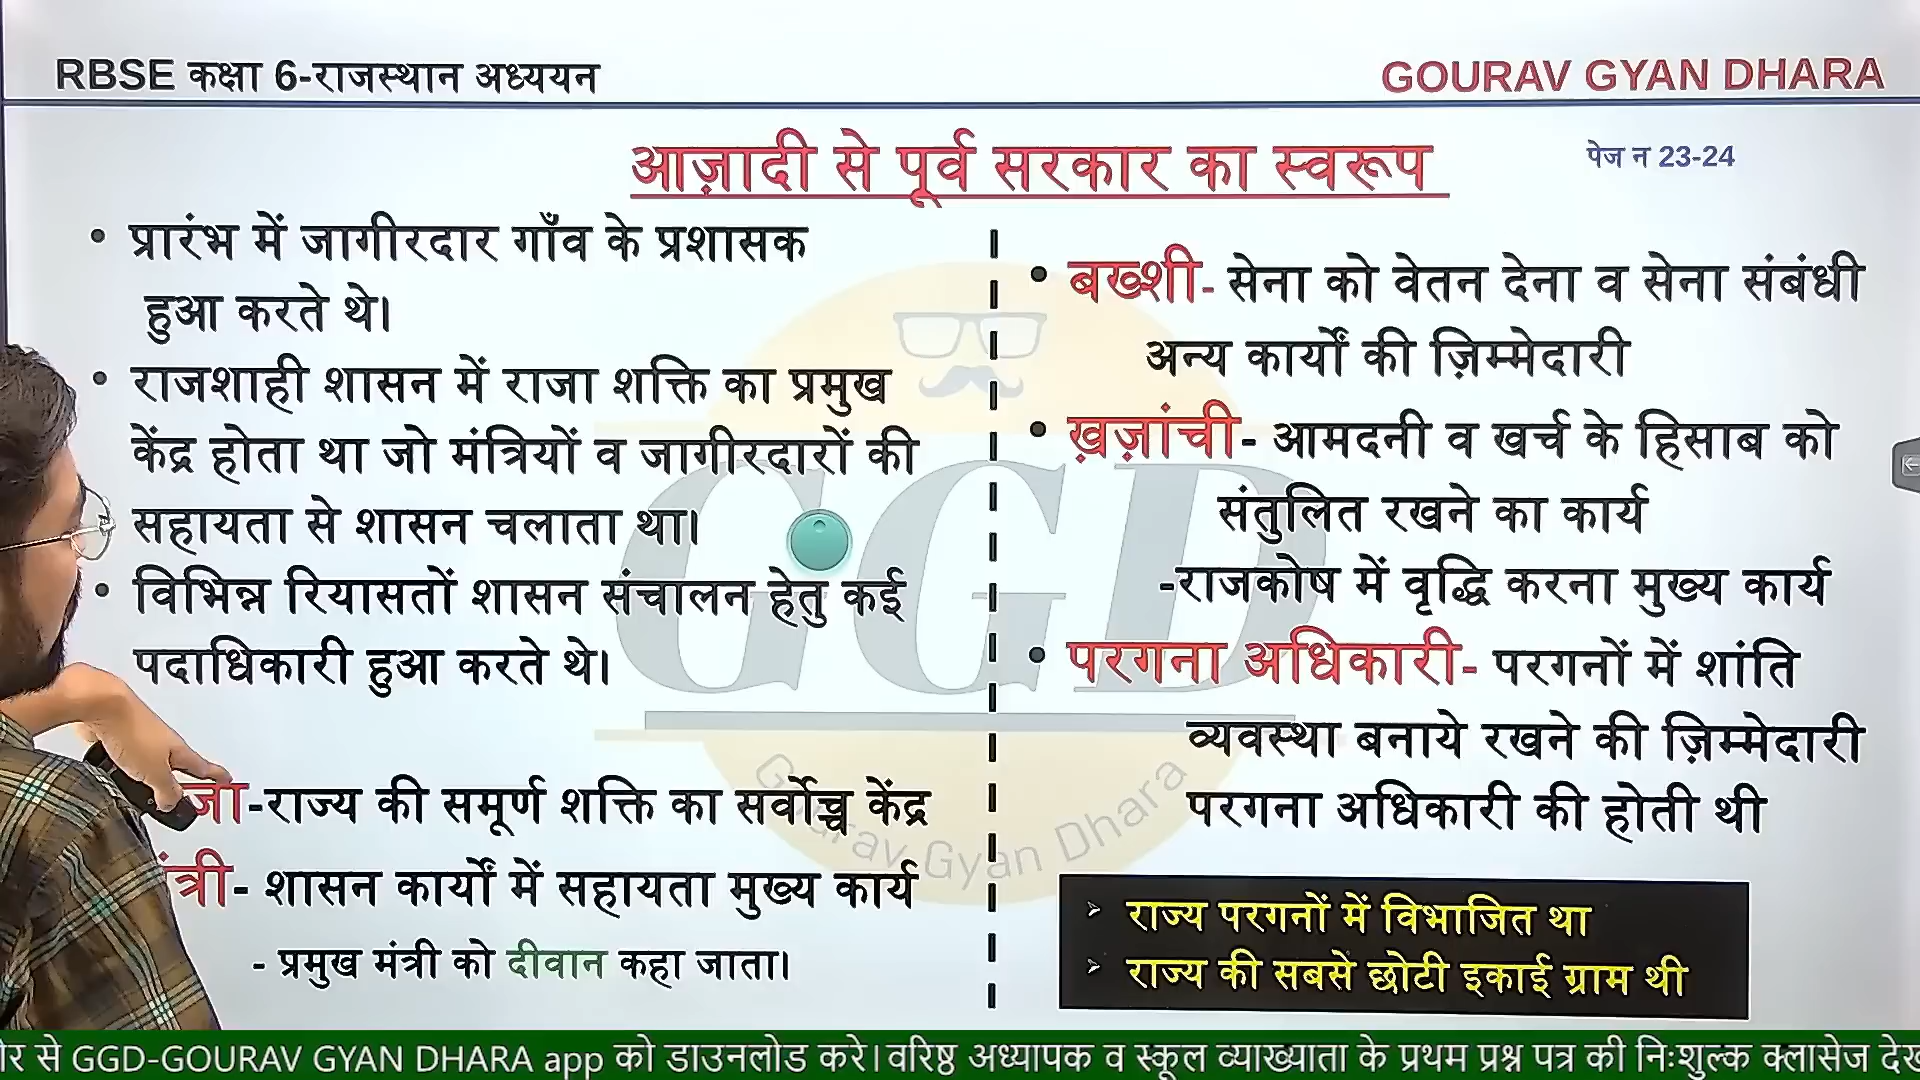 RBSE कक्षा 6-राजस्थान अध्ययन
GOURAV GYAN DHARA
आज़ादी से पूर्व सरकार का स्वरूप
पेज न 23-24
• प्रारंभ में जागीरदार गाँव के प्रशासक
हुआ करते थे।
• राजशाही शासन में राजा शक्ति का प्रमुख
केंद्र होता था जो मंत्रियों व जागीरदारों की
सहायता से शासन चलाता था।
• विभिन्न रियासतों शासन संचालन हेतु कई
पदाधिकारी हुआ करते थे।
जा-राज्य की समूर्ण शक्ति का सर्वोच्च केंद्र
त्री- शासन कार्यों में सहायता मुख्य कार्य
- प्रमुख मंत्री को दीवान कहा जाता।
• बख्शी- सेना को वेतन देना व सेना संबंधी
अन्य कार्यों की ज़िम्मेदारी
• ख़ज़ांची- आमदनी व खर्च के हिसाब को
संतुलित रखने का कार्य
-राजकोष में वृद्धि करना मुख्य कार्य
• परगना अधिकारी- परगनों में शांति
व्यवस्था बनाये रखने की ज़िम्मेदारी
परगना अधिकारी की होती थी
➢ राज्य परगनों में विभाजित था
➢ राज्य की सबसे छोटी इकाई ग्राम थी
GGD
Gourav Gyan Dhara
से GGD-GOURAV GYAN DHARA app को डाउनलोड करे। वरिष्ठ अध्यापक व स्कूल व्याख्याता के प्रथम प्रश्न पत्र की निःशुल्क क्लासेज